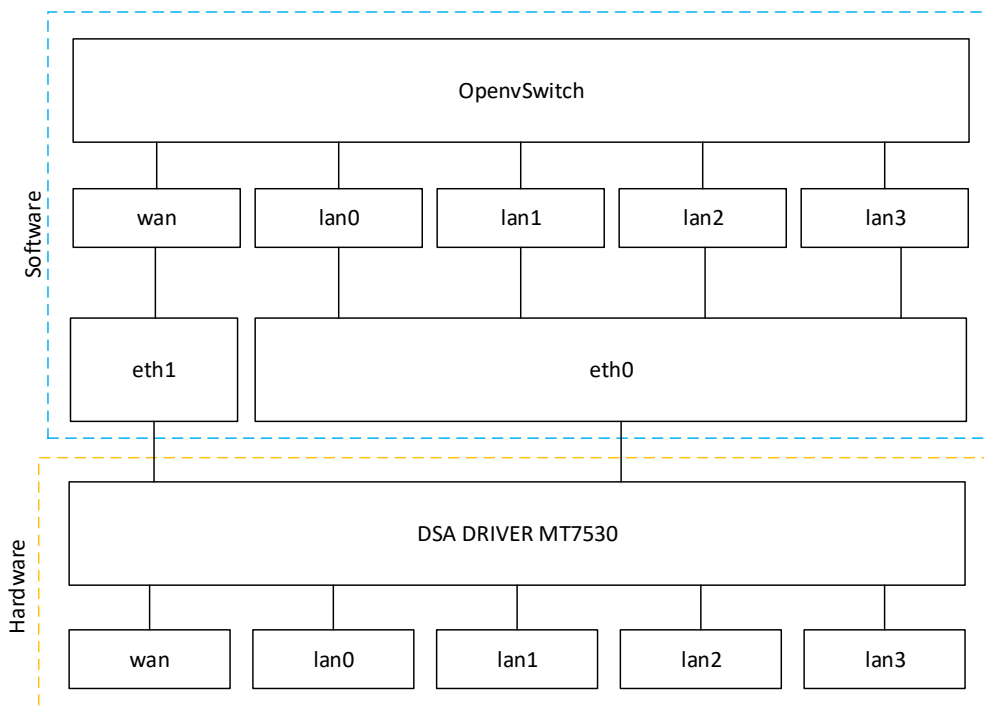 OpenvSwitch
wan
lan0
lan1
lan2
lan3
Software
eth1
eth0
DSA DRIVER MT7530
Hardware
wan
lan0
lan1
lan2
lan3